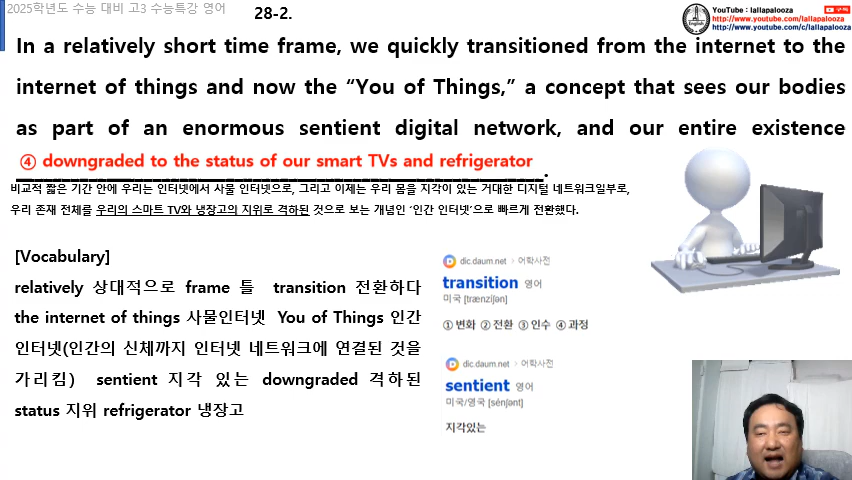 2025학년도 수능 대비 고3 수능특강 영어
28-2.
YouTube : lallapalooza
구독
http://www.youtube.com/lallapalooza
http://www.youtube.com/c/lallapalooza
English
In a relatively short time frame, we quickly transitioned from the internet to the
internet of things and now the “You of Things,” a concept that sees our bodies
as part of an enormous sentient digital network, and our entire existence
④ downgraded to the status of our smart TVs and refrigerator
.
비교적 짧은 기간 안에 우리는 인터넷에서 사물 인터넷으로, 그리고 이제는 우리 몸을 지각이 있는 거대한 디지털 네트워크일부로,
우리 존재 전체를 우리의 스마트 TV와 냉장고의 지위로 격하된 것으로 보는 개념인 ‘인간 인터넷’으로 빠르게 전환했다.
[Vocabulary]
relatively 상대적으로 frame 틀 transition 전환하다
the internet of things 사물인터넷 You of Things 인간
인터넷(인간의 신체까지 인터넷 네트워크에 연결된 것을
가리킴) sentient 지각 있는 downgraded 격하된
status 지위 refrigerator 냉장고
dic.daum.net › 어학사전
transition 영어
미국 [trænzíʃən]
① 변화 ② 전환 ③ 인수 ④ 과정
dic.daum.net › 어학사전
sentient 영어
미국/영국 [sénʃənt]
지각있는